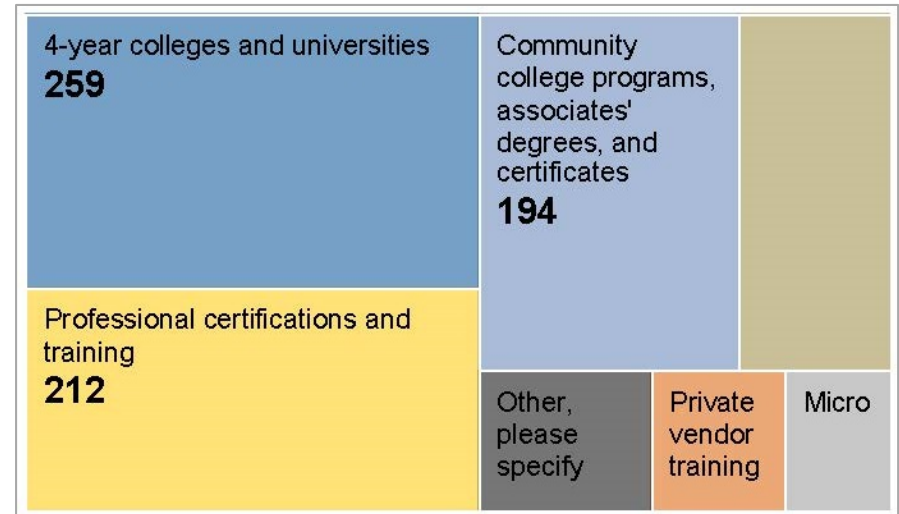 4-year colleges and universities
259
Community
college programs,
associates'
degrees, and
certificates
194
Professional certifications and
training
212
Other,
please
specify
Private
vendor
training
Micro